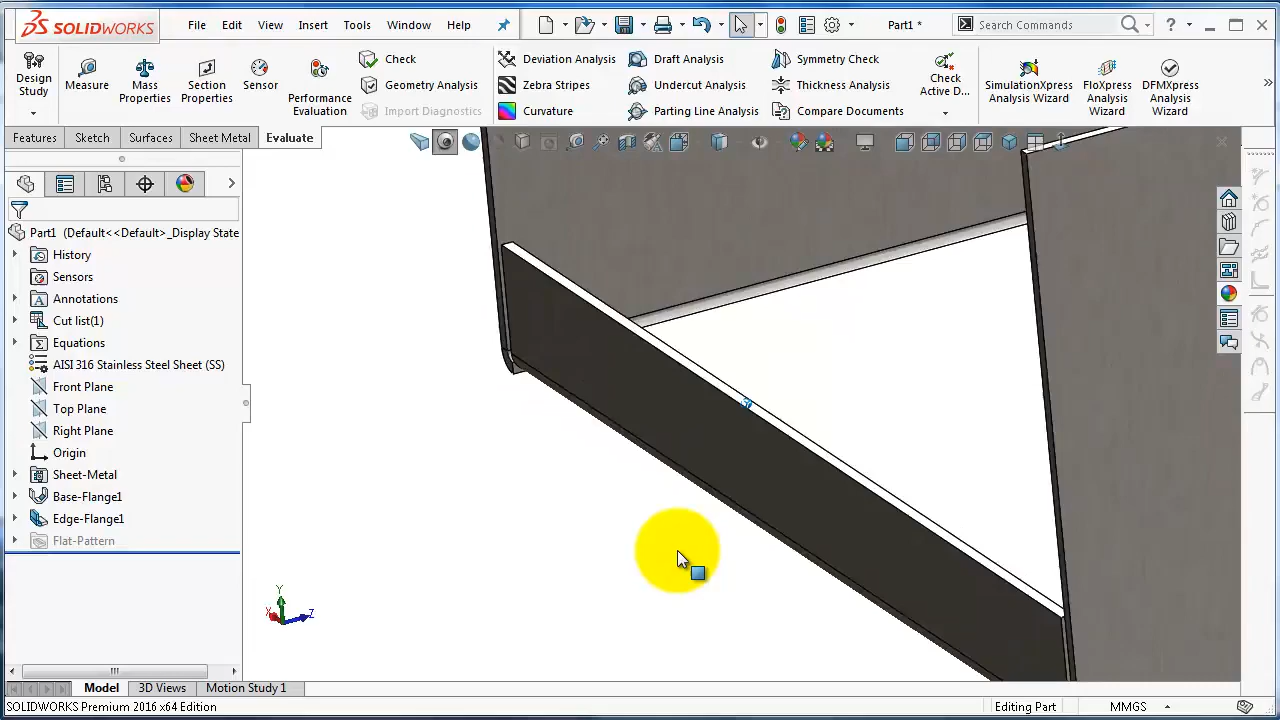 SOLIDWORKS File Edit View Insert Tools Window Help Part1 * Search Commands ?
Design Study
Measure
Mass Properties
Section Properties
Sensor
Performance Evaluation
Check
Geometry Analysis
Import Diagnostics
Deviation Analysis
Zebra Stripes
Curvature
Draft Analysis
Undercut Analysis
Parting Line Analysis
Symmetry Check
Thickness Analysis
Compare Documents
Check Active D...
SimulationXpress Analysis Wizard
FloXpress Analysis Wizard
DFMXpress Analysis Wizard
Features Sketch Surfaces Sheet Metal Evaluate
Part1 (Default<<Default>_Display State
History
Sensors
Annotations
Cut list(1)
Equations
AISI 316 Stainless Steel Sheet (SS)
Front Plane
Top Plane
Right Plane
Origin
Sheet-Metal
Base-Flange1
Edge-Flange1
Flat-Pattern
Y
X
Z
Model 3D Views Motion Study 1
SOLIDWORKS Premium 2016 x64 Edition Editing Part MMGS